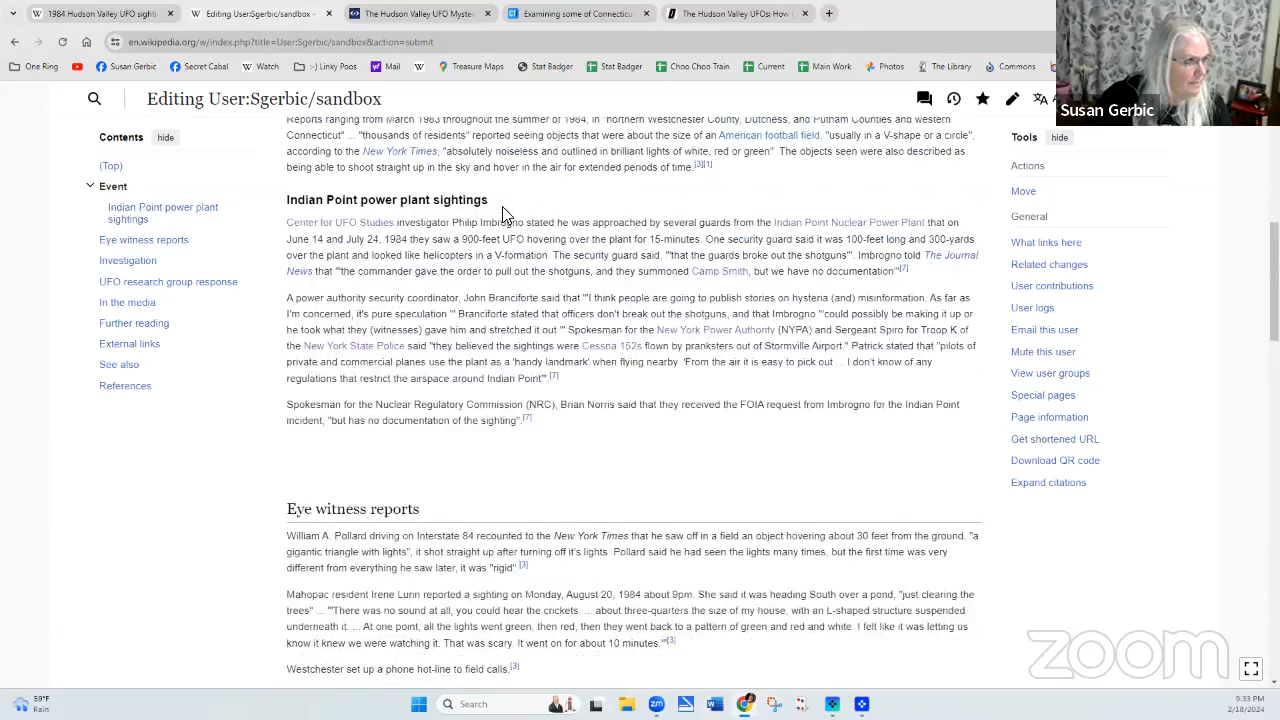 1984 Hudson Valley UFO sighti
Editing User:Sgerbic/sandbox -
The Hudson Valley UFO Myster
Examining some of Connecticu
The Hudson Valley UFOs: How
en.wikipedia.org/w/index.php?title=User:Sgerbic/sandbox&action=submit
One Ring
Susan Gerbic
Secret Cabal
Watch
:-) Linky Poos
Mail
Treasure Maps
Stat Badger
Stat Badger
Choo Choo Train
Current
Main Work
Photos
The Library
Commons
Susan Gerbic
Editing User:Sgerbic/sandbox
Contents hide
(Top)
Event
Indian Point power plant
sightings
Eye witness reports
Investigation
UFO research group response
In the media
Further reading
External links
See also
References
Reports ranging from March 1983 throughout the summer of 1984, in "northern Westchester County, Dutchess, and Putnam Counties and western
Connecticut" ... "thousands of residents" reported seeing objects that were about the size of an American football field, "usually in a V-shape or a circle",
according to the New York Times, "absolutely noiseless and outlined in brilliant lights of white, red or green" The objects seen were also described as
being able to shoot straight up in the sky and hover in the air for extended periods of time.[3][1]
Indian Point power plant sightings
Center for UFO Studies investigator Philip Imbrogno stated he was approached by several guards from the Indian Point Nuclear Power Plant that on
June 14 and July 24, 1984 they saw a 900-feet UFO hovering over the plant for 15-minutes. One security guard said it was 100-feet long and 300-yards
over the plant and looked like helicopters in a V-formation. The security guard said, "'that the guards broke out the shotguns'". Imbrogno told The Journal
News that "'the commander gave the order to pull out the shotguns, and they summoned Camp Smith, but we have no documentation'"[7]
A power authority security coordinator, John Branciforte said that "'I think people are going to publish stories on hysteria (and) misinformation. As far as
I'm concerned, it's pure speculation '" Branciforte stated that officers don't break out the shotguns, and that Imbrogno "'could possibly be making it up or
he took what they (witnesses) gave him and stretched it out '" Spokesman for the New York Power Authority (NYPA) and Sergeant Spiro for Troop K of
the New York State Police said "they believed the sightings were Cessna 152s flown by pranksters out of Stormville Airport." Patrick stated that "pilots of
private and commercial planes use the plant as a 'handy landmark' when flying nearby. 'From the air it is easy to pick out ... I don't know of any
regulations that restrict the airspace around Indian Point'" [7]
Spokesman for the Nuclear Regulatory Commission (NRC), Brian Norris said that they received the FOIA request from Imbrogno for the Indian Point
incident, "but has no documentation of the sighting".[7]
Eye witness reports
William A. Pollard driving on Interstate 84 recounted to the New York Times that he saw off in a field an object hovering about 30 feet from the ground, "a
gigantic triangle with lights", it shot straight up after turning off it's lights. Pollard said he had seen the lights many times, but the first time was very
different from everything he saw later, it was "rigid" [3]
Mahopac resident Irene Lunn reported a sighting on Monday, August 20, 1984 about 9pm. She said it was heading South over a pond, "just clearing the
trees" ... "'There was no sound at all, you could hear the crickets. ... about three-quarters the size of my house, with an L-shaped structure suspended
underneath it. ... At one point, all the lights went green, then red, then they went back to a pattern of green and red and white. I felt like it was letting us
know it knew we were watching it. That was scary. It went on for about 10 minutes.'"[3]
Westchester set up a phone hot-line to field calls.[3]
Tools hide
Actions
Move
General
What links here
Related changes
User contributions
User logs
Email this user
Mute this user
View user groups
Special pages
Page information
Get shortened URL
Download QR code
Expand citations
zoom
59°F
Rain
Search
9:33 PM
2/18/2024